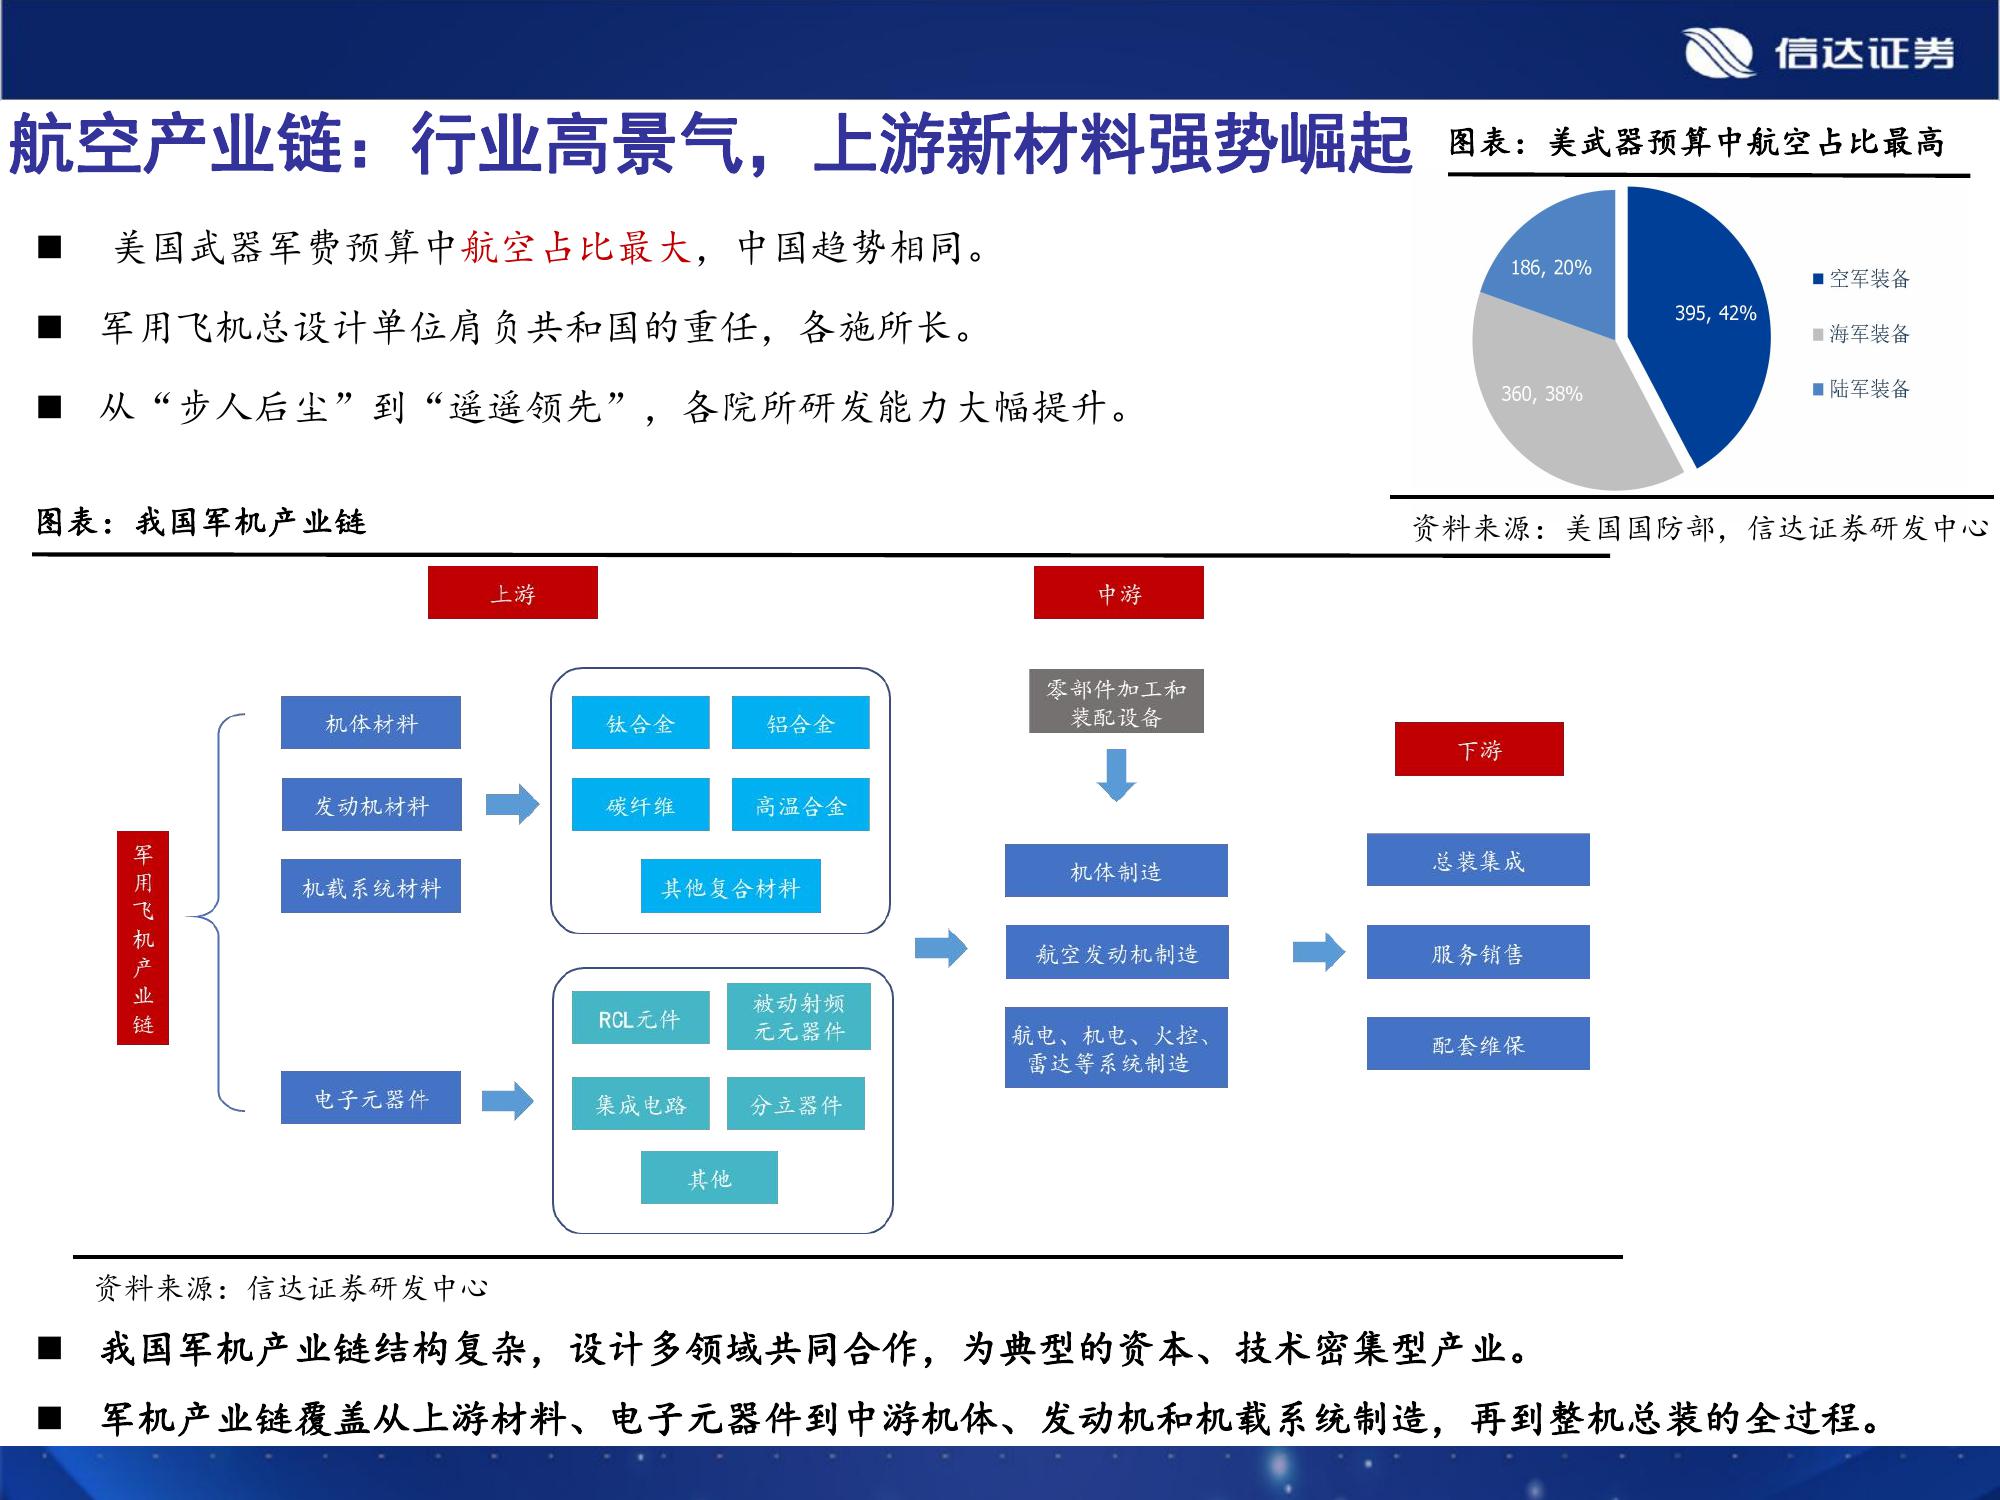 信达证券
航空产业链：行业高景气，上游新材料强势崛起
图表：美武器预算中航空占比最高
■ 美国武器军费预算中航空占比最大，中国趋势相同。
■ 军用飞机总设计单位肩负共和国的重任，各施所长。
■ 从“步人后尘”到“遥遥领先”，各院所研发能力大幅提升。
186, 20%
395, 42%
360, 38%
空军装备
海军装备
陆军装备
资料来源：美国国防部，信达证券研发中心
图表：我国军机产业链
上游
中游
下游
军用飞机产业链
机体材料
发动机材料
机载系统材料
电子元器件
钛合金
铝合金
碳纤维
高温合金
其他复合材料
RCL元件
被动射频
元元器件
集成电路
分立器件
其他
零部件加工和
装配设备
机体制造
航空发动机制造
航电、机电、火控、
雷达等系统制造
总装集成
服务销售
配套维保
资料来源：信达证券研发中心
■ 我国军机产业链结构复杂，设计多领域共同合作，为典型的资本、技术密集型产业。
■ 军机产业链覆盖从上游材料、电子元器件到中游机体、发动机和机载系统制造，再到整机总装的全过程。